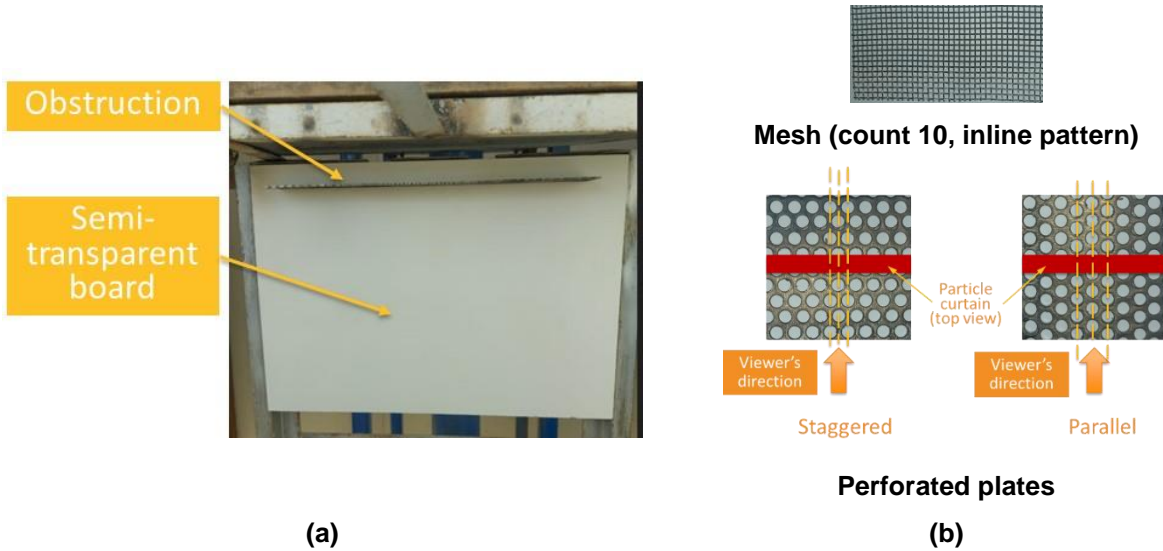 Obstruction
Semi-
transparent
board
(a)
Mesh (count 10, inline pattern)
Particle
curtain
(top view)
Viewer's
direction
Viewer's
direction
Staggered
Parallel
Perforated plates
(b)